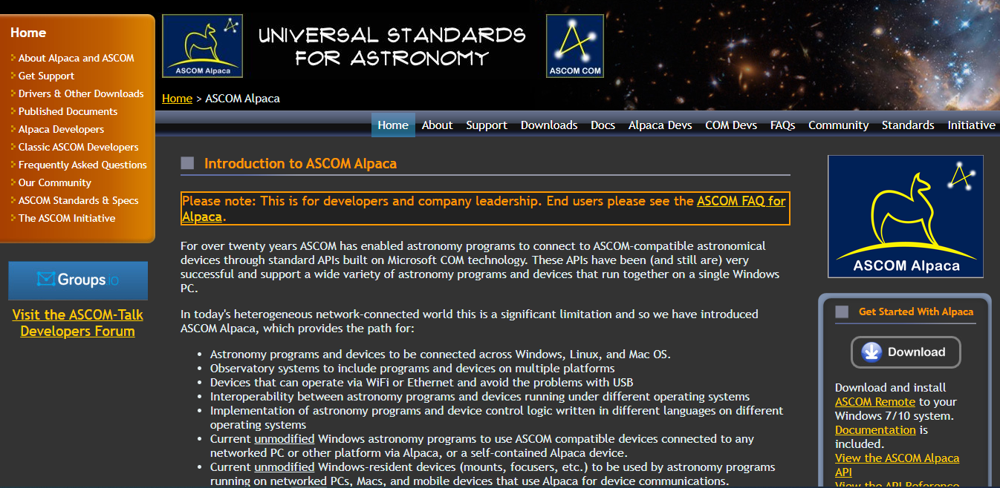 Home
About Alpaca and ASCOM
Get Support
Drivers & Other Downloads
Published Documents
Alpaca Developers
Classic ASCOM Developers
Frequently Asked Questions
Our Community
ASCOM Standards & Specs
The ASCOM Initiative
Groups.io
Visit the ASCOM-Talk
Developers Forum
ASCOM Alpaca
UNIVERSAL STANDARDS
FOR ASTRONOMY
ASCOM COM
Home > ASCOM Alpaca
Home About Support Downloads Docs Alpaca Devs COM Devs FAQs Community Standards Initiative
Introduction to ASCOM Alpaca
Please note: This is for developers and company leadership. End users please see the ASCOM FAQ for
Alpaca.
For over twenty years ASCOM has enabled astronomy programs to connect to ASCOM-compatible astronomical
devices through standard APIs built on Microsoft COM technology. These APIs have been (and still are) very
successful and support a wide variety of astronomy programs and devices that run together on a single Windows
PC.
In today's heterogeneous network-connected world this is a significant limitation and so we have introduced
ASCOM Alpaca, which provides the path for:
• Astronomy programs and devices to be connected across Windows, Linux, and Mac OS.
• Observatory systems to include programs and devices on multiple platforms
• Devices that can operate via WiFi or Ethernet and avoid the problems with USB
• Interoperability between astronomy programs and devices running under different operating systems
• Implementation of astronomy programs and device control logic written in different languages on different
operating systems
• Current unmodified Windows astronomy programs to use ASCOM compatible devices connected to any
networked PC or other platform via Alpaca, or a self-contained Alpaca device.
• Current unmodified Windows-resident devices (mounts, focusers, etc.) to be used by astronomy programs
running on networked PCs, Macs, and mobile devices that use Alpaca for device communications.
ASCOM Alpaca
Get Started With Alpaca
Download
Download and install
ASCOM Remote to your
Windows 7/10 system.
Documentation is
included.
View the ASCOM Alpaca
API
View the API Reference